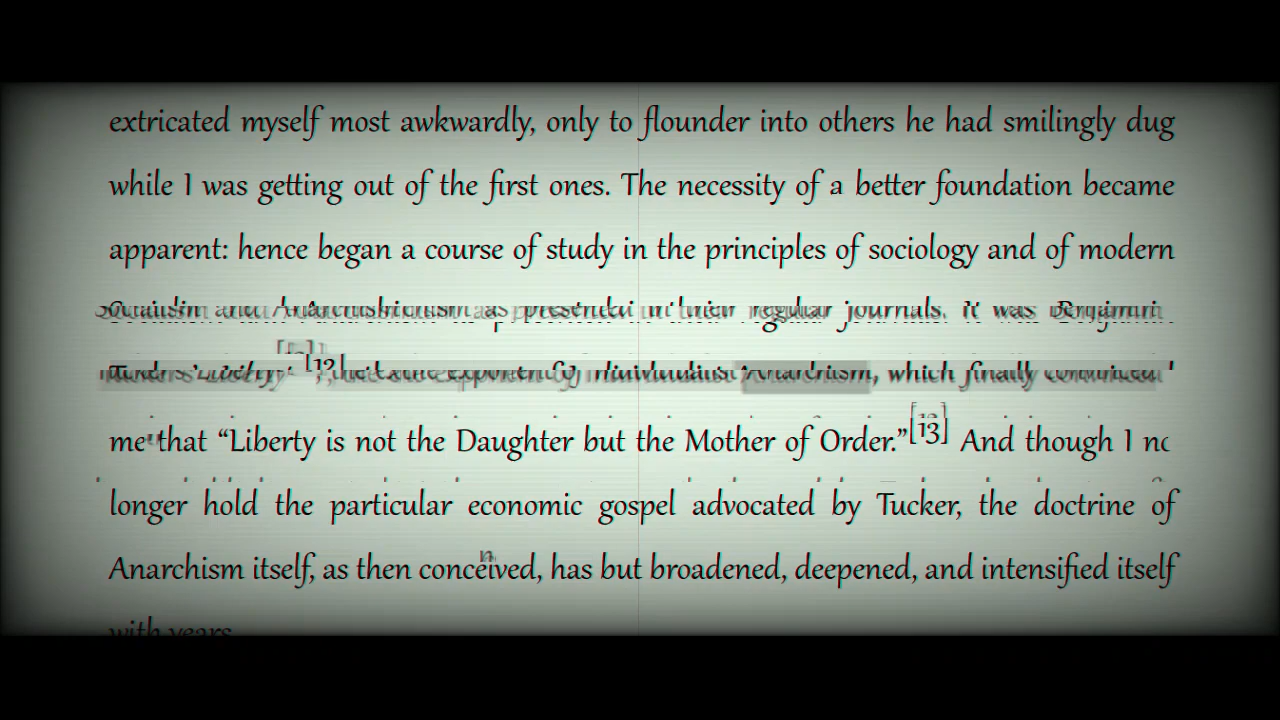 extricated myself most awkwardly, only to flounder into others he had smilingly dug
while I was getting out of the first ones. The necessity of a better foundation became
apparent: hence began a course of study in the principles of sociology and of modern
Socialism and Anarchism as presented in their regular journals. It was Benjamin
Tucker's Liberty [12], the exponent of Individualist Anarchism, which finally convinced
me that “Liberty is not the Daughter but the Mother of Order.”[13] And though I no
longer hold the particular economic gospel advocated by Tucker, the doctrine of
Anarchism itself, as then conceived, has but broadened, deepened, and intensified itself
with years.